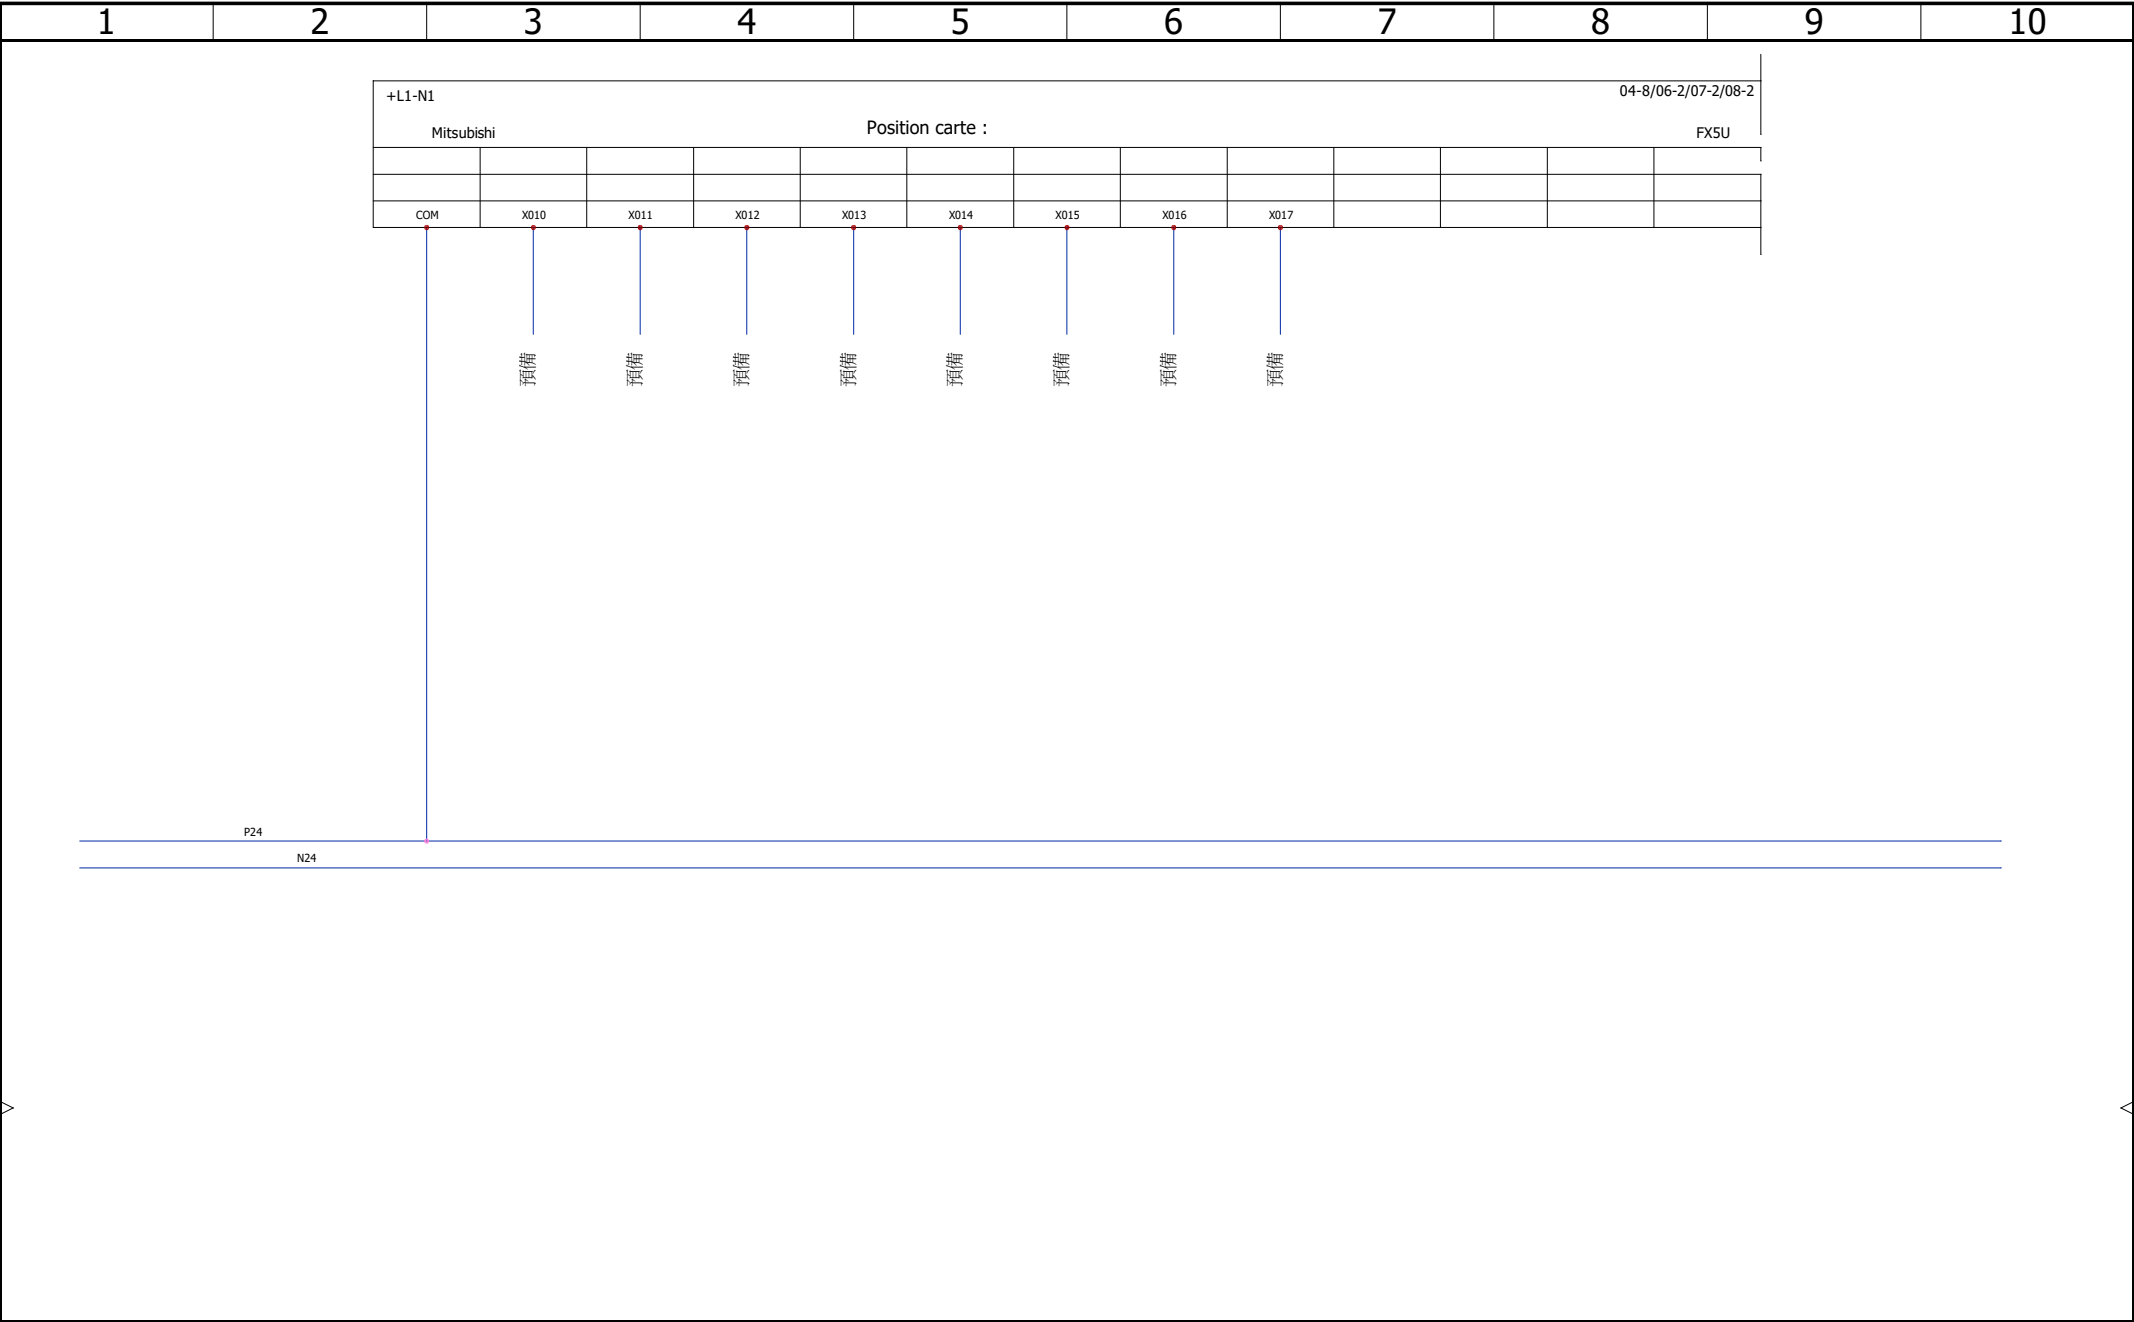 1 2 3 4 5 6 7 8 9 10
+L1-N1 04-8/06-2/07-2/08-2
Mitsubishi Position carte : FX5U
COM X010 X011 X012 X013 X014 X015 X016 X017
預備 預備 預備 預備 預備 預備 預備 預備
P24
N24